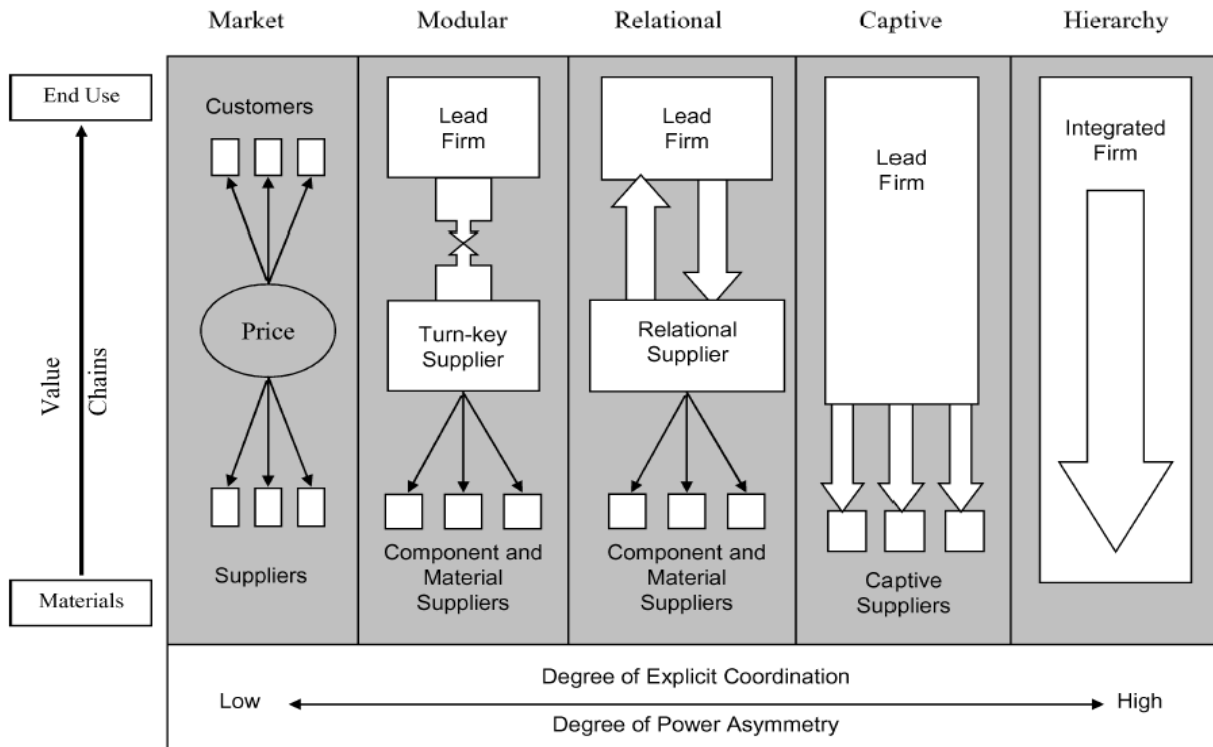 Market
Modular
Relational
Captive
Hierarchy
End Use
Value
Chains
Materials
Customers
Price
Suppliers
Lead
Firm
Turn-key
Supplier
Component and
Material
Suppliers
Lead
Firm
Relational
Supplier
Component and
Material
Suppliers
Lead
Firm
Captive
Suppliers
Integrated
Firm
Degree of Explicit Coordination
Low
High
Degree of Power Asymmetry